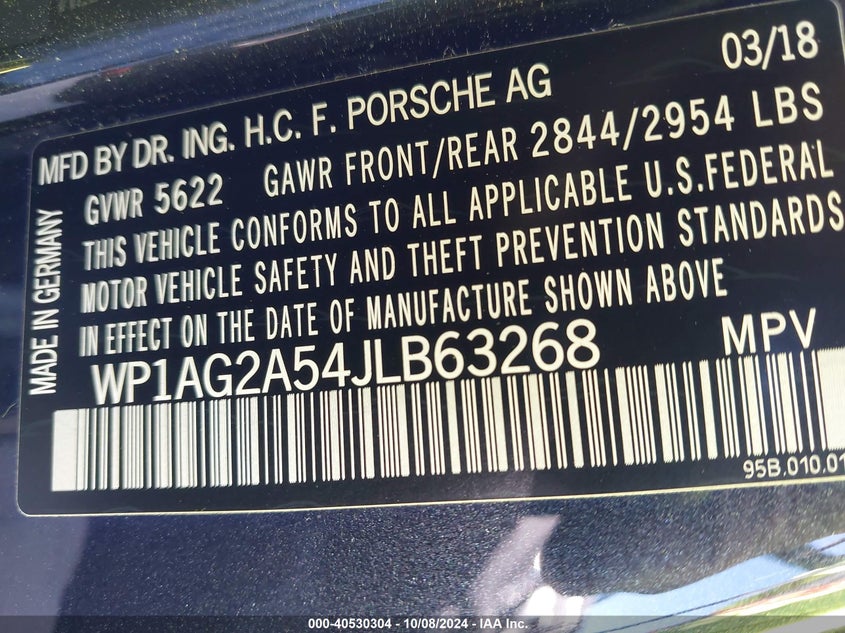 03/18
MFD BY DR. ING. H.C. F. PORSCHE AG
GVWR 5622 GAWR FRONT/REAR 2844/2954 LBS
THIS VEHICLE CONFORMS TO ALL APPLICABLE U.S.FEDERAL
MOTOR VEHICLE SAFETY AND THEFT PREVENTION STANDARDS
IN EFFECT ON THE DATE OF MANUFACTURE SHOWN ABOVE
MADE IN GERMANY
WP1AG2A54JLB63268 MPV
95B.010.01
000-40530304 - 10/08/2024 - IAA Inc.